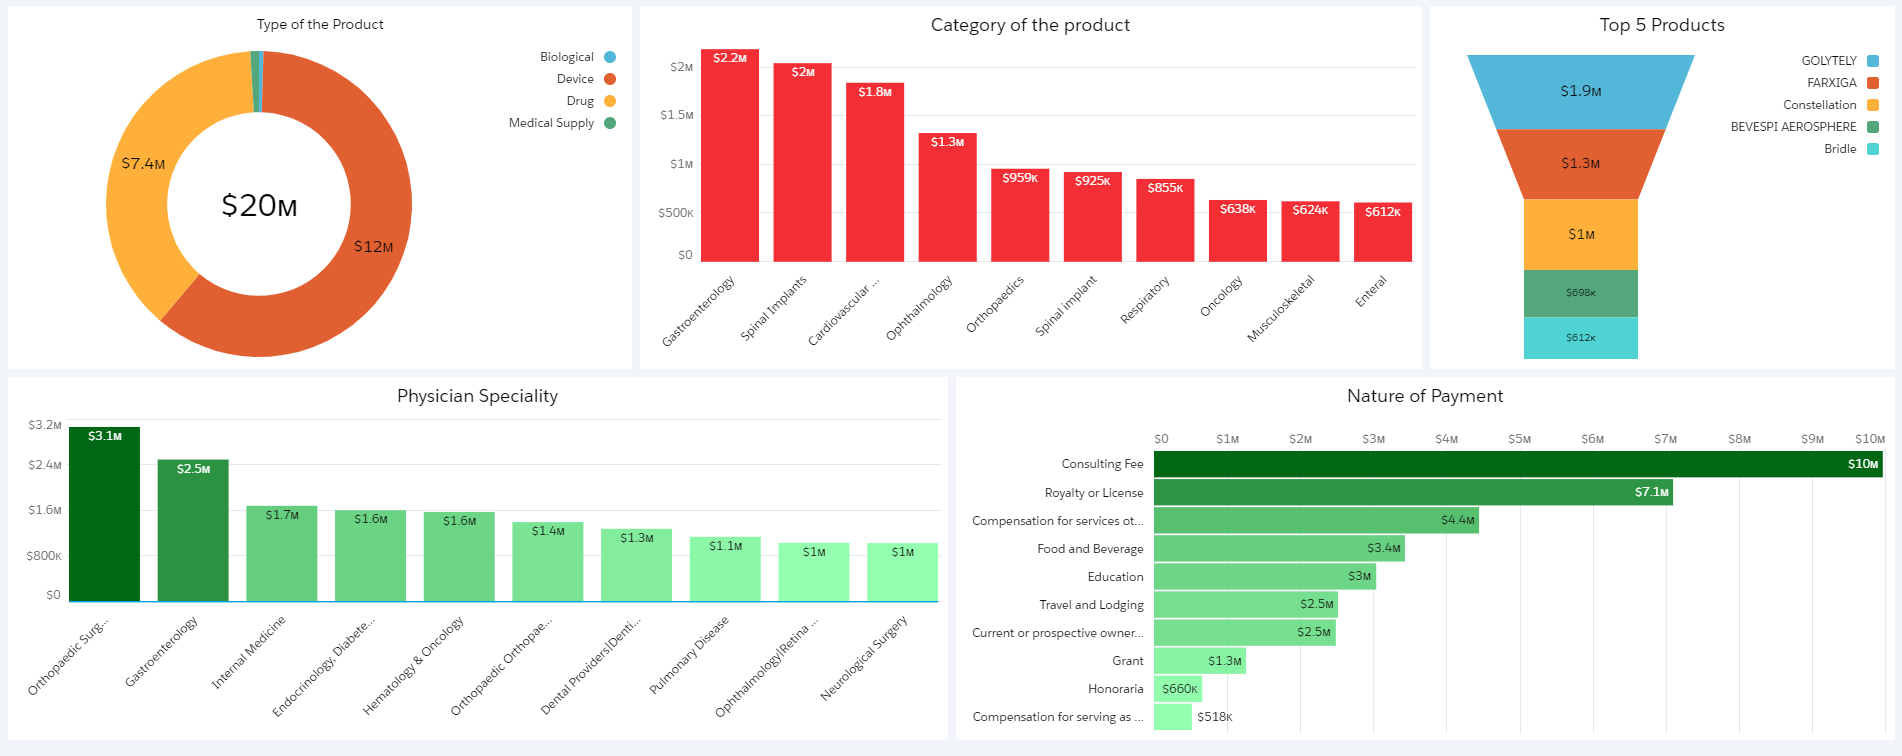 Type of the Product
Biological
Device
Drug
Medical Supply
$7.4M
$20M
$12M
Category of the product
$2M
$1.5M
$1M
$500K
$0
$2.2M
$2M
$1.8M
$1.3M
$959K
$925K
$855K
$638K
$624K
$612K
Gastroenterology
Spinal Implants
Cardiovascular ...
Ophthalmology
Orthopaedics
Spinal implant
Respiratory
Oncology
Musculoskeletal
Enteral
Top 5 Products
GOLYTELY
FARXIGA
Constellation
BEVESPI AEROSPHERE
Bridle
$1.9M
$1.3M
$1M
$698K
$612K
Physician Speciality
$3.2M
$2.4M
$1.6M
$800K
$0
$3.1M
$2.5M
$1.7M
$1.6M
$1.6M
$1.4M
$1.3M
$1.1M
$1M
$1M
Orthopaedic Surg...
Gastroenterology
Internal Medicine
Endocrinology, Diabete...
Hematology & Oncology
Orthopaedic Orthopae...
Dental Providers|Denti...
Pulmonary Disease
Ophthalmology|Retina ...
Neurological Surgery
Nature of Payment
$0 $1M $2M $3M $4M $5M $6M $7M $8M $9M $10M
Consulting Fee $10M
Royalty or License $7.1M
Compensation for services ot... $4.4M
Food and Beverage $3.4M
Education $3M
Travel and Lodging $2.5M
Current or prospective owner... $2.5M
Grant $1.3M
Honoraria $660K
Compensation for serving as ... $518K